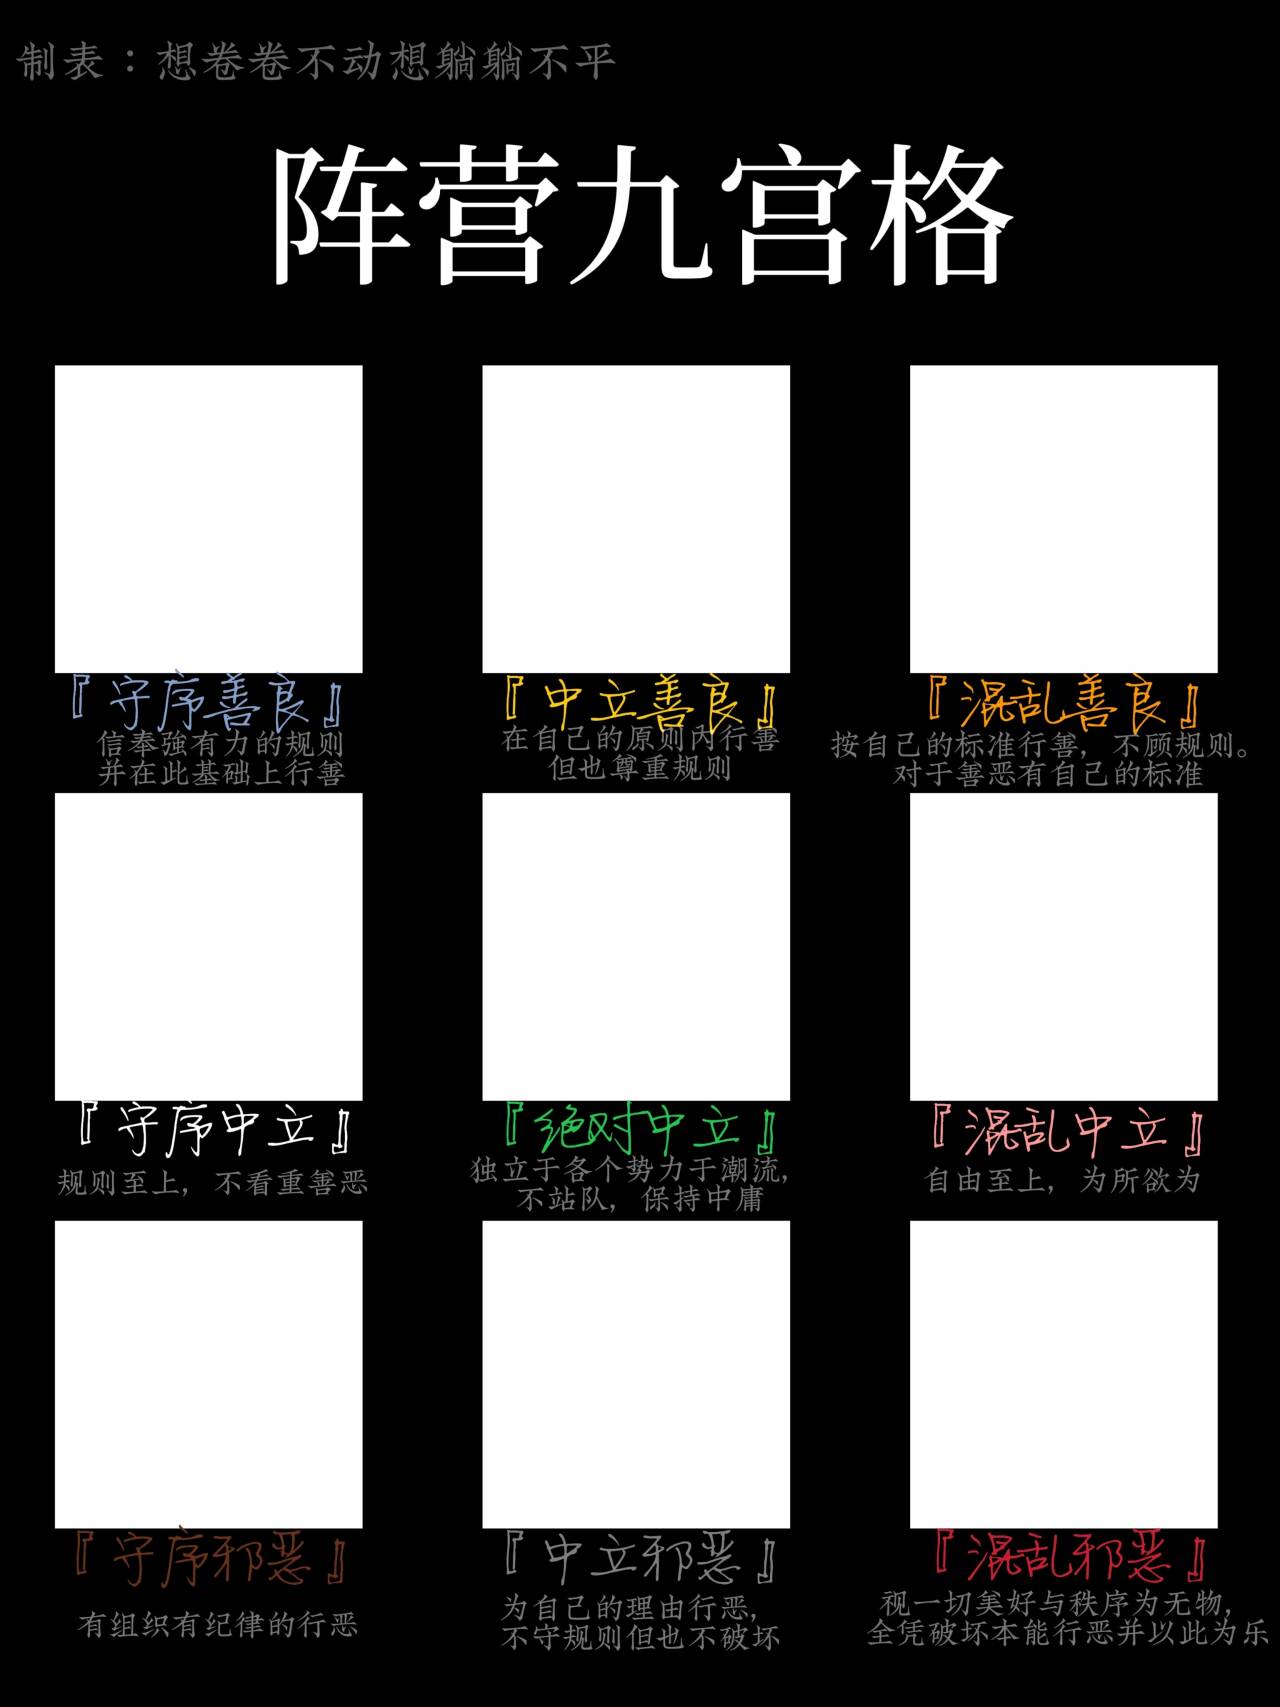 制表：想卷卷不动想躺躺不平
阵营九宫格
『守序善良』
信奉強有力的规则
并在此基础上行善
『中立善良』
在自己的原则内行善
但也尊重规则
『混乱善良』
按自己的标准行善，不顾规则。
对于善恶有自己的标准
『守序中立』
规则至上，不看重善恶
『绝对中立』
独立于各个势力于潮流，
不站队，保持中庸
『混乱中立』
自由至上，为所欲为
『守序邪恶』
有组织有纪律的行恶
『中立邪恶』
为自己的理由行恶，
不守规则但也不破坏
『混乱邪恶』
视一切美好与秩序为无物，
全凭破坏本能行恶并以此为乐